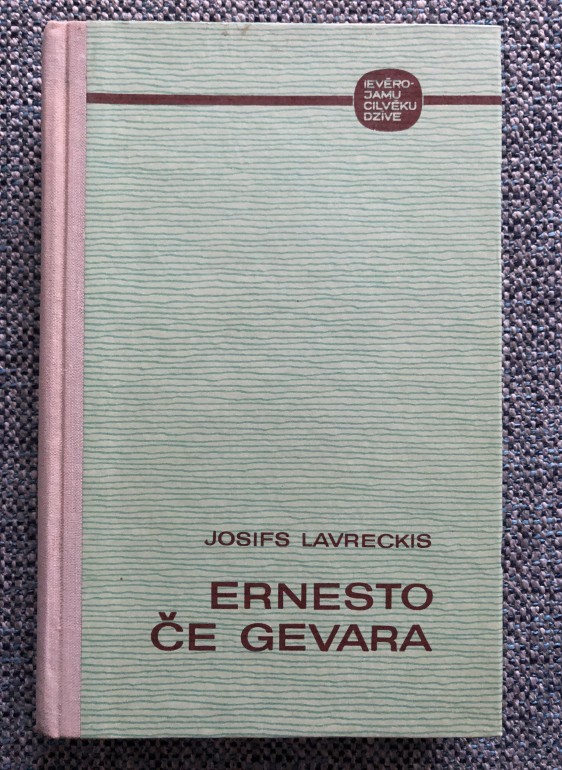 IEVĒRO-
JAMU
CILVĒKU
DZĪVE
JOSIFS LAVRECKIS
ERNESTO
ČE GEVARA